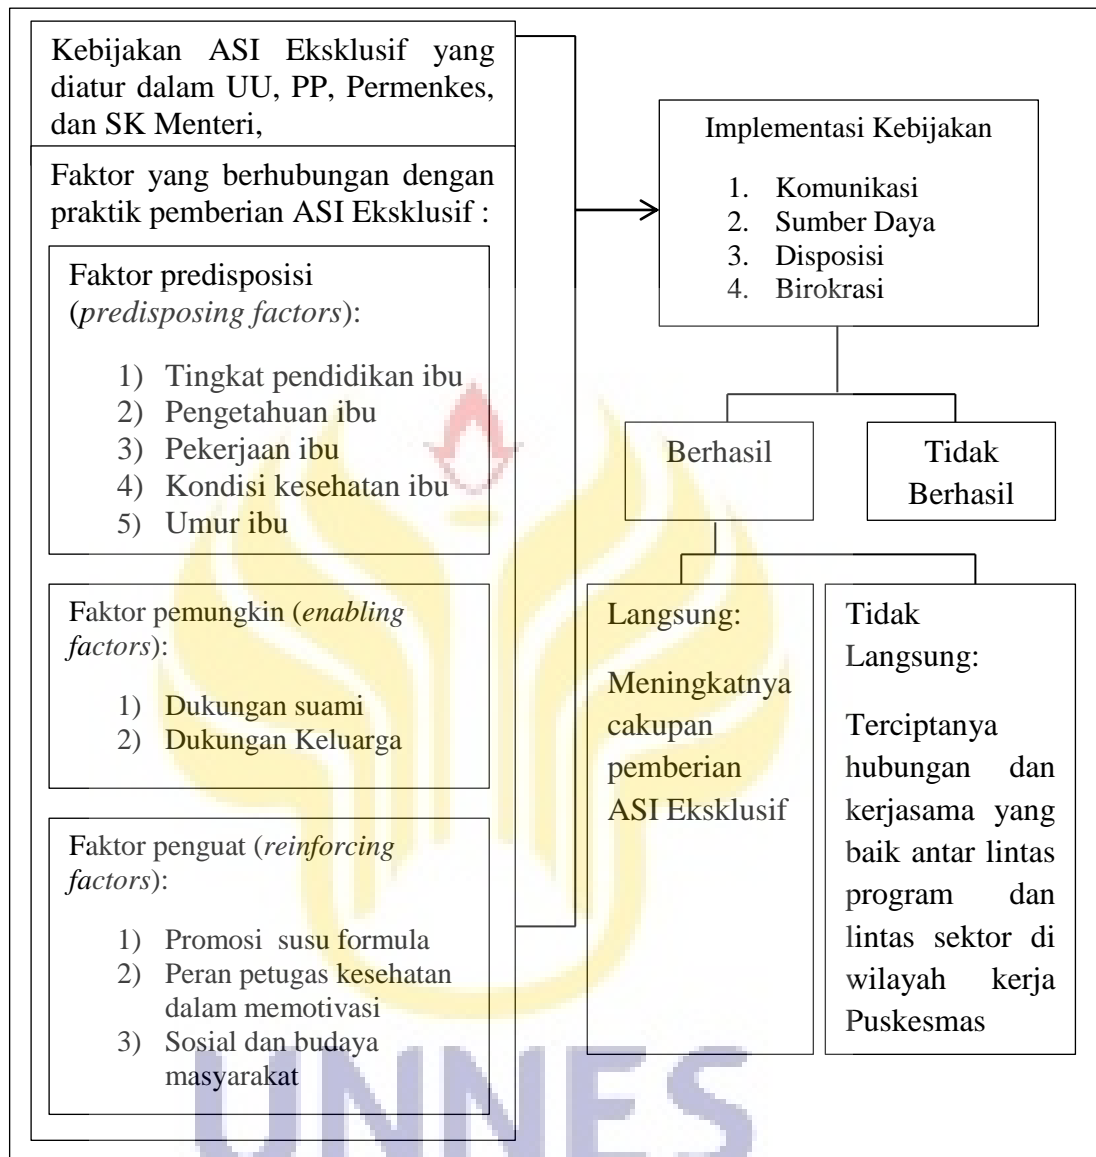 Kebijakan ASI Eksklusif yang
diatur dalam UU, PP, Permenkes,
dan SK Menteri,
Faktor yang berhubungan dengan
praktik pemberian ASI Eksklusif :
Faktor predisposisi
(predisposing factors):
1) Tingkat pendidikan ibu
2) Pengetahuan ibu
3) Pekerjaan ibu
4) Kondisi kesehatan ibu
5) Umur ibu
Faktor pemungkin (enabling
factors):
1) Dukungan suami
2) Dukungan Keluarga
Faktor penguat (reinforcing
factors):
1) Promosi susu formula
2) Peran petugas kesehatan
dalam memotivasi
3) Sosial dan budaya
masyarakat
Implementasi Kebijakan
1. Komunikasi
2. Sumber Daya
3. Disposisi
4. Birokrasi
Berhasil
Tidak
Berhasil
Langsung:
Meningkatnya
cakupan
pemberian
ASI Eksklusif
Tidak
Langsung:
Terciptanya
hubungan dan
kerjasama yang
baik antar lintas
program dan
lintas sektor di
wilayah kerja
Puskesmas
UNNES